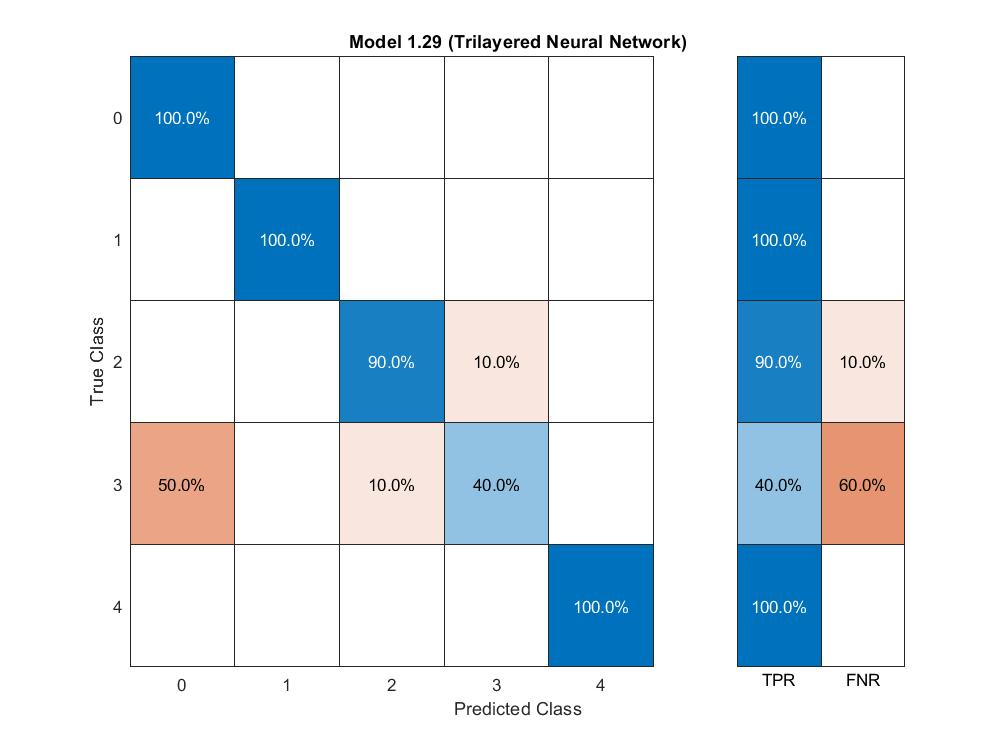 Model 1.29 (Trilayered Neural Network)
0 100.0% 100.0%
1 100.0% 100.0%
2 90.0% 10.0% 90.0% 10.0%
3 50.0% 10.0% 40.0% 40.0% 60.0%
4 100.0% 100.0%
True Class
0 1 2 3 4 TPR FNR
Predicted Class